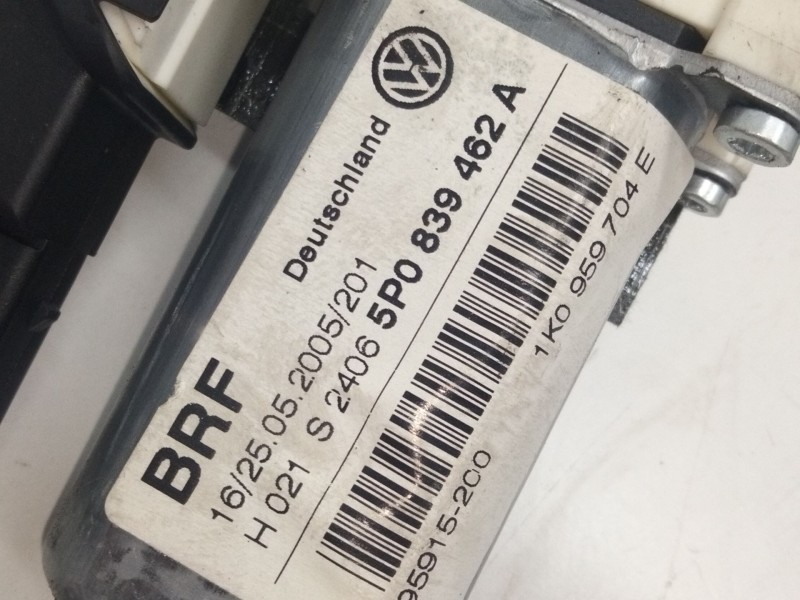 Deutschland
5P0 839 462 A
BRF
16/25.05.2005/201
H 021 S 2406
1K0 959 704 E
95915-2C0